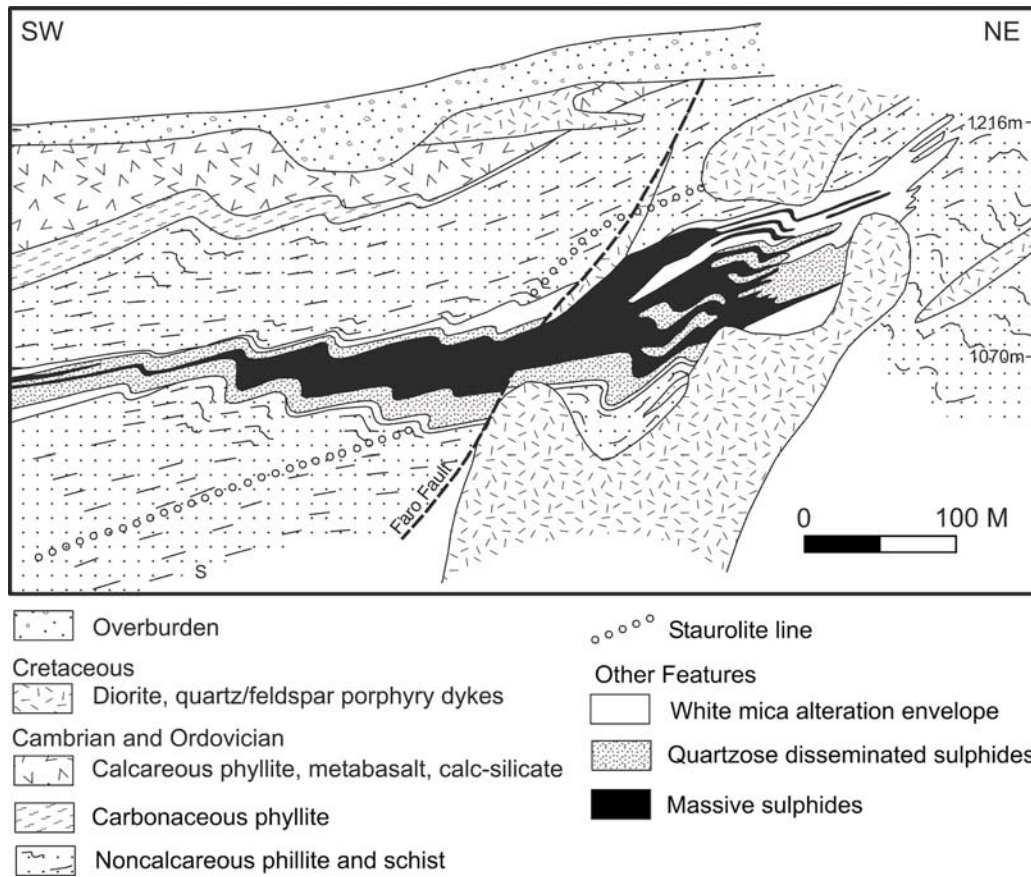 SW
NE
1216m
1070m
Faro Fault
0 100 M
S
Overburden
Cretaceous
Diorite, quartz/feldspar porphyry dykes
Cambrian and Ordovician
Calcareous phyllite, metabasalt, calc-silicate
Carbonaceous phyllite
Noncalcareous phillite and schist
Staurolite line
Other Features
White mica alteration envelope
Quartzose disseminated sulphides
Massive sulphides